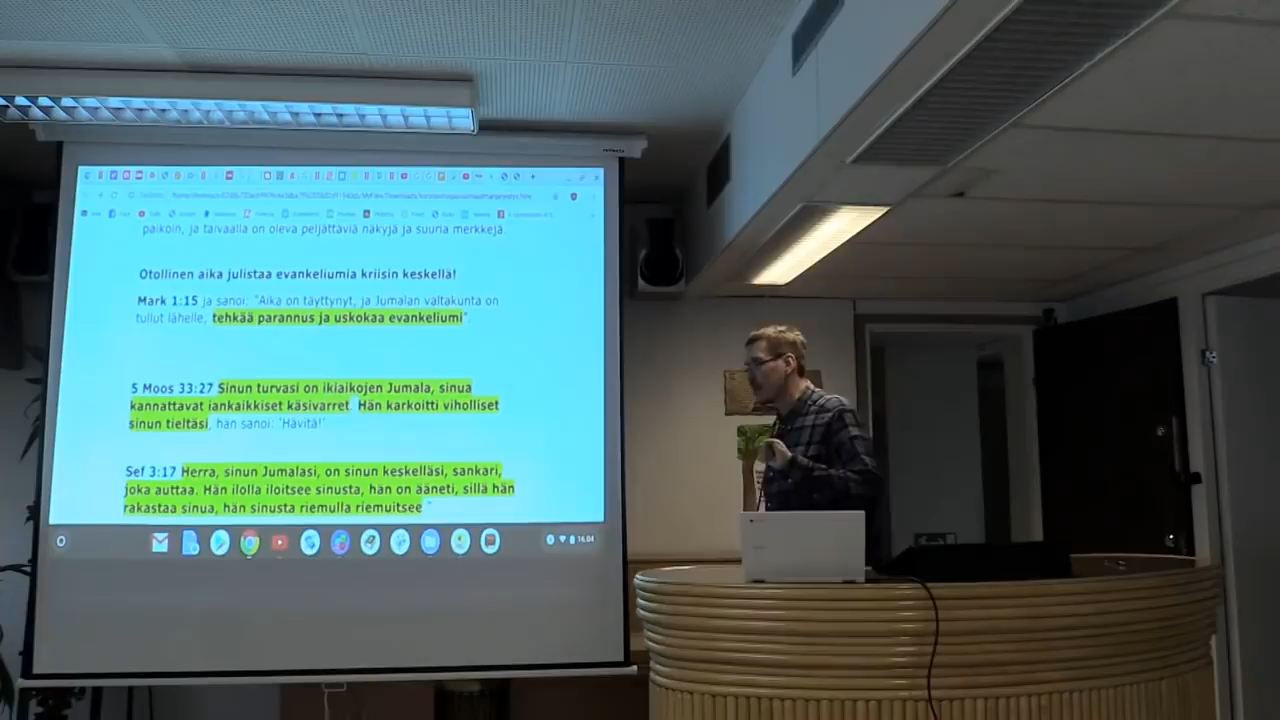 reflecta
paikoin, ja taivaalla on oleva peljättäviä näkyjä ja suuria merkkejä.
Otollinen aika julistaa evankeliumia kriisin keskellä!
Mark 1:15 ja sanoi: "Aika on täyttynyt, ja Jumalan valtakunta on
tullut lähelle; tehkää parannus ja uskokaa evankeliumi".
5 Moos 33:27 Sinun turvasi on ikiaikojen Jumala, sinua
kannattavat iankaikkiset käsivarret. Hän karkoitti viholliset
sinun tieltäsi, hän sanoi: 'Hävitä!'
Sef 3:17 Herra, sinun Jumalasi, on sinun keskelläsi, sankari,
joka auttaa. Hän ilolla iloitsee sinusta, hän on ääneti, sillä hän
rakastaa sinua, hän sinusta riemulla riemuitsee "
16.04